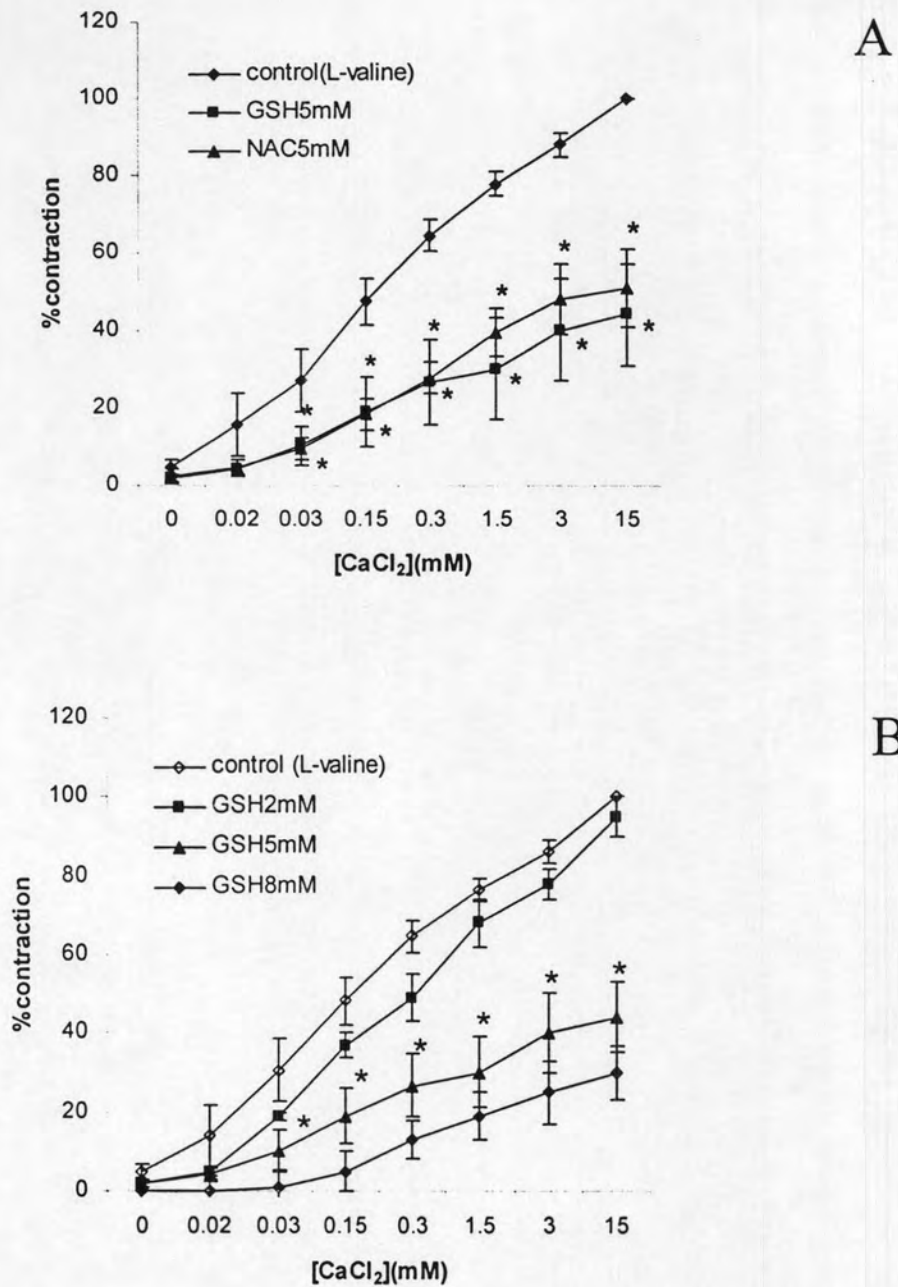 A
120
100
80
60
40
20
0
%contraction
control(L-valine)
GSH5mM
NAC5mM
* * * * * *
* * * * * *
0 0.02 0.03 0.15 0.3 1.5 3 15
[CaCl₂](mM)
B
120
100
80
60
40
20
0
%contraction
control (L-valine)
GSH2mM
GSH5mM
GSH8mM
* * * * * *
0 0.02 0.03 0.15 0.3 1.5 3 15
[CaCl₂](mM)